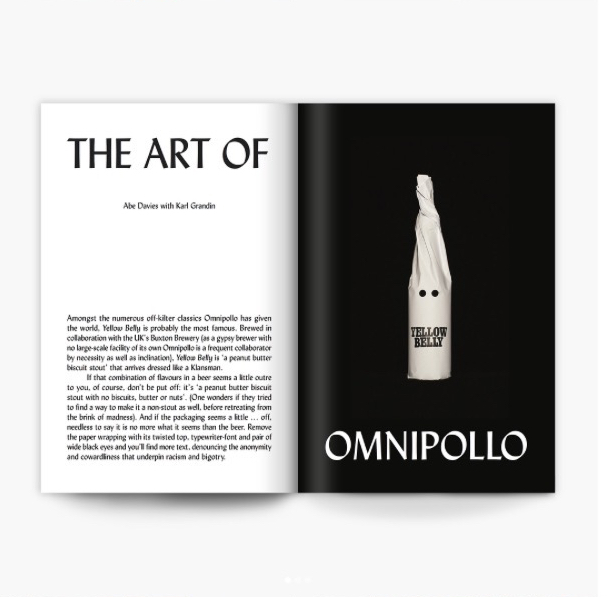 THE ART OF
Abe Davies with Karl Grandin
Amongst the numerous off-kilter classics Omnipollo has given
the world, Yellow Belly is probably the most famous. Brewed in
collaboration with the UK's Buxton Brewery (as a gypsy brewer with
no large-scale facility of its own Omnipollo is a frequent collaborator
by necessity as well as inclination), Yellow Belly is 'a peanut butter
biscuit stout' that arrives dressed like a Klansman.
If that combination of flavours in a beer seems a little outre
to you, of course, don't be put off: it's 'a peanut butter biscuit
stout with no biscuits, butter or nuts'. (One wonders if they tried
to find a way to make it a non-stout as well, before retreating from
the brink of madness). And if the packaging seems a little … off,
needless to say it is no more what it seems than the beer. Remove
the paper wrapping with its twisted top, typewriter-font and pair of
wide black eyes and you'll find more text, denouncing the anonymity
and cowardliness that underpin racism and bigotry.
YELLOW
BELLY
OMNIPOLLO